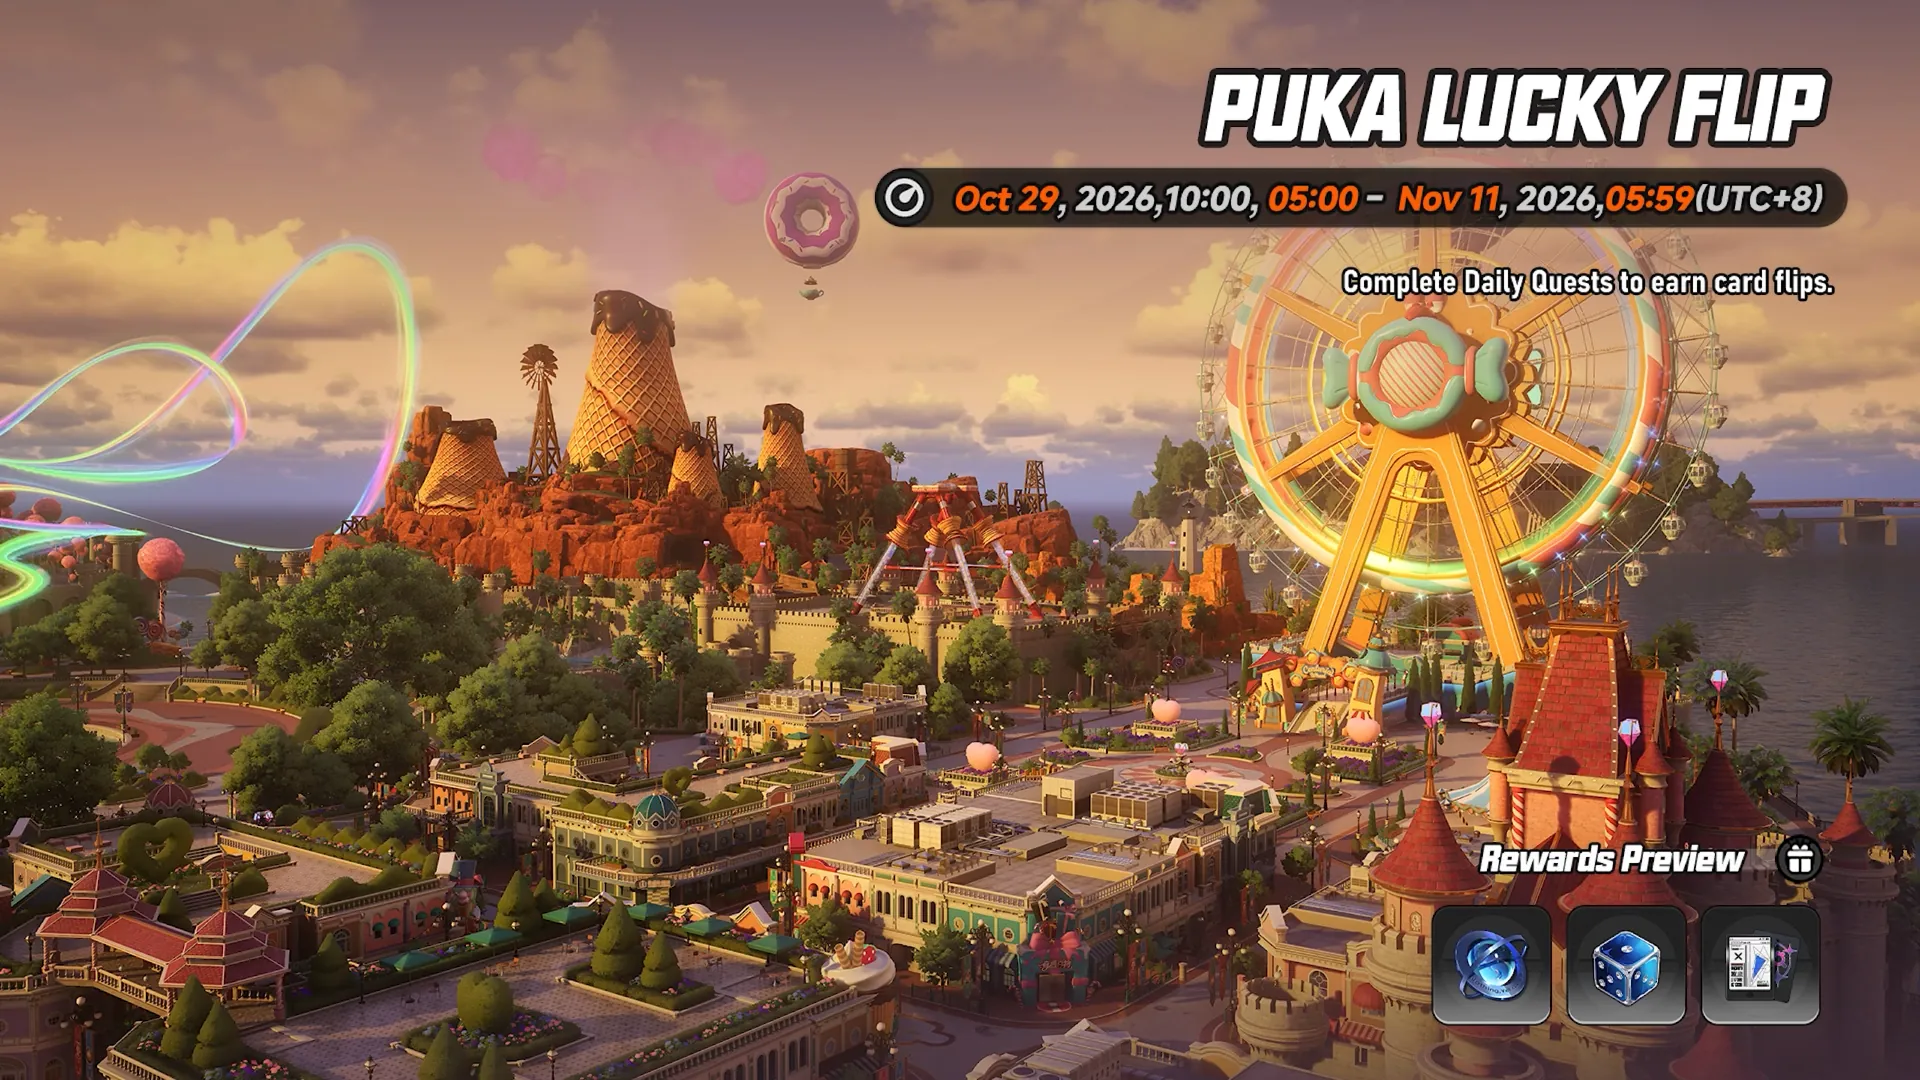 PUKA LUCKY FLIP
Oct 29, 2026,10:00, 05:00 – Nov 11, 2026,05:59(UTC+8)
Complete Daily Quests to earn card flips.
Rewards Preview